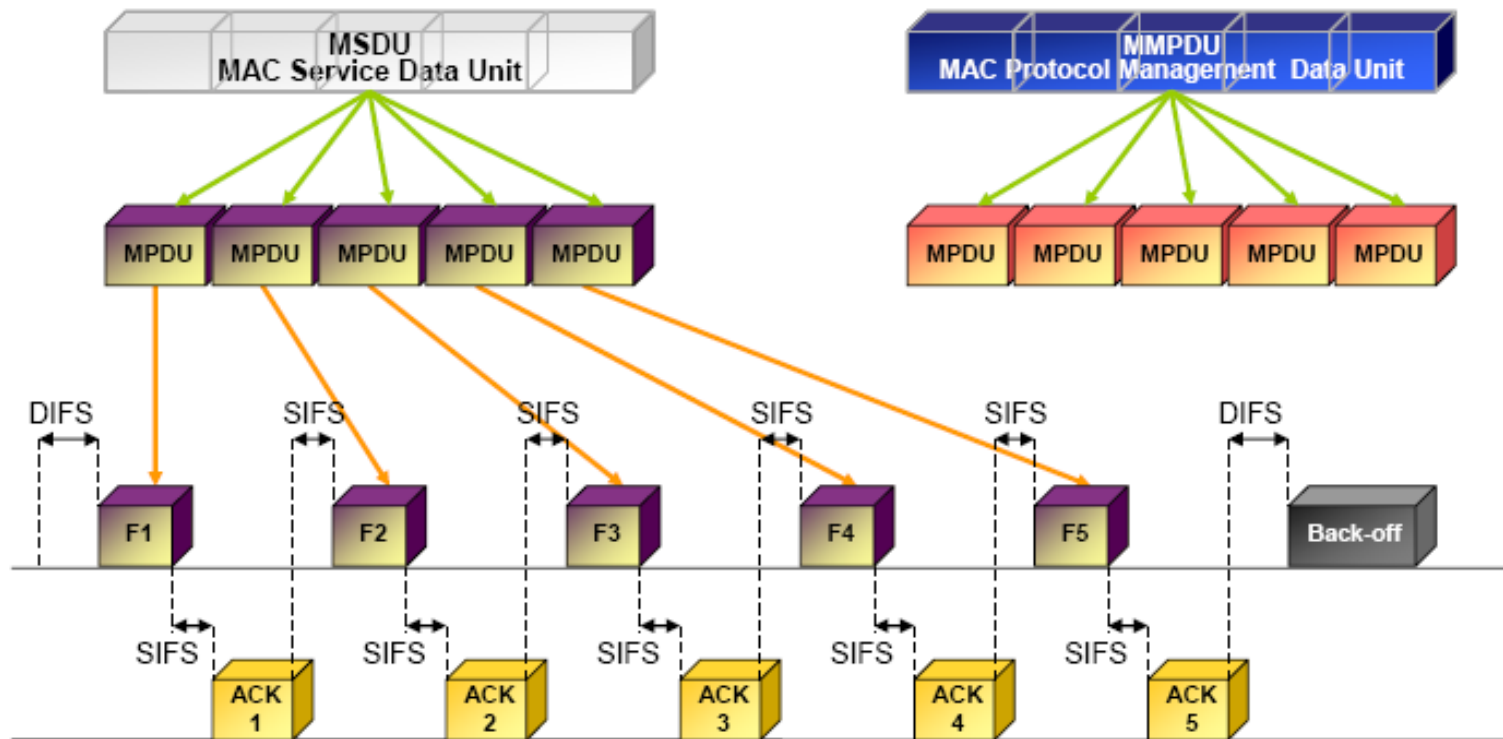 MSDU
MAC Service Data Unit
MMPDU
MAC Protocol Management Data Unit
MPDU MPDU MPDU MPDU MPDU
MPDU MPDU MPDU MPDU MPDU
DIFS SIFS SIFS SIFS SIFS DIFS
F1 F2 F3 F4 F5 Back-off
SIFS SIFS SIFS SIFS SIFS
ACK
1
ACK
2
ACK
3
ACK
4
ACK
5